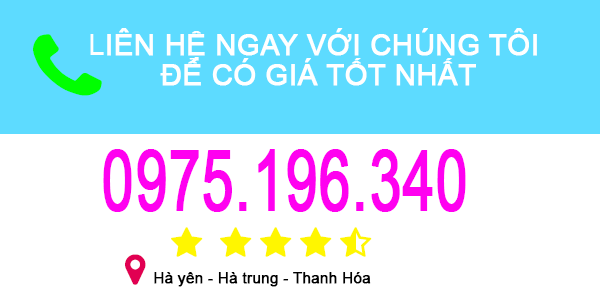 LIÊN HỆ NGAY VỚI CHÚNG TÔI
ĐỂ CÓ GIÁ TỐT NHẤT
0975.196.340
Hà yên - Hà trung - Thanh Hóa